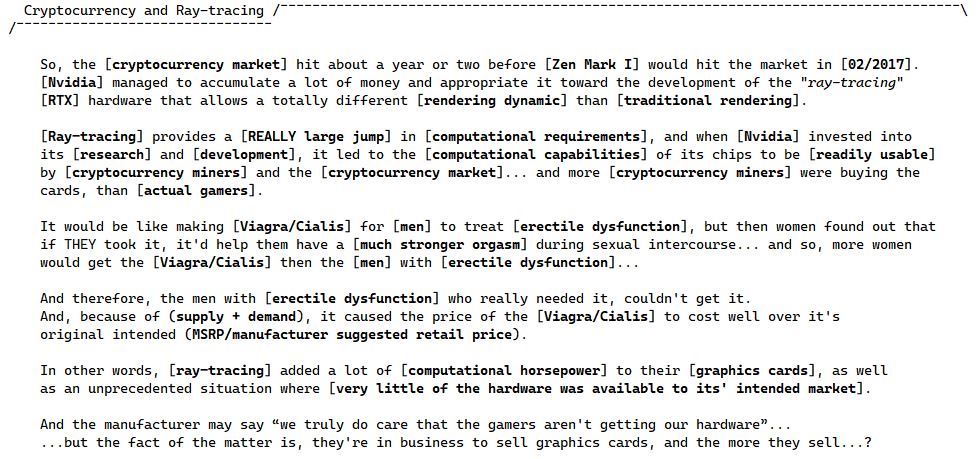 Cryptocurrency and Ray-tracing /¯¯¯¯¯¯¯¯¯¯¯¯¯¯¯¯¯¯¯¯¯¯¯¯¯¯¯¯¯¯¯¯¯¯¯¯¯¯¯¯¯¯¯¯¯¯¯¯¯¯¯¯¯¯¯¯¯¯¯¯¯¯¯¯¯¯¯¯¯¯¯¯¯¯¯¯¯¯¯¯¯¯¯¯¯\
/¯¯¯¯¯¯¯¯¯¯¯¯¯¯¯¯¯¯¯¯¯¯¯¯¯¯¯¯¯¯¯¯
So, the [cryptocurrency market] hit about a year or two before [Zen Mark I] would hit the market in [02/2017].
[Nvidia] managed to accumulate a lot of money and appropriate it toward the development of the "ray-tracing"
[RTX] hardware that allows a totally different [rendering dynamic] than [traditional rendering].
[Ray-tracing] provides a [REALLY large jump] in [computational requirements], and when [Nvidia] invested into
its [research] and [development], it led to the [computational capabilities] of its chips to be [readily usable]
by [cryptocurrency miners] and the [cryptocurrency market]... and more [cryptocurrency miners] were buying the
cards, than [actual gamers].
It would be like making [Viagra/Cialis] for [men] to treat [erectile dysfunction], but then women found out that
if THEY took it, it'd help them have a [much stronger orgasm] during sexual intercourse... and so, more women
would get the [Viagra/Cialis] then the [men] with [erectile dysfunction]...
And therefore, the men with [erectile dysfunction] who really needed it, couldn't get it.
And, because of (supply + demand), it caused the price of the [Viagra/Cialis] to cost well over it's
original intended (MSRP/manufacturer suggested retail price).
In other words, [ray-tracing] added a lot of [computational horsepower] to their [graphics cards], as well
as an unprecedented situation where [very little of the hardware was available to its' intended market].
And the manufacturer may say “we truly do care that the gamers aren't getting our hardware”...
...but the fact of the matter is, they're in business to sell graphics cards, and the more they sell...?